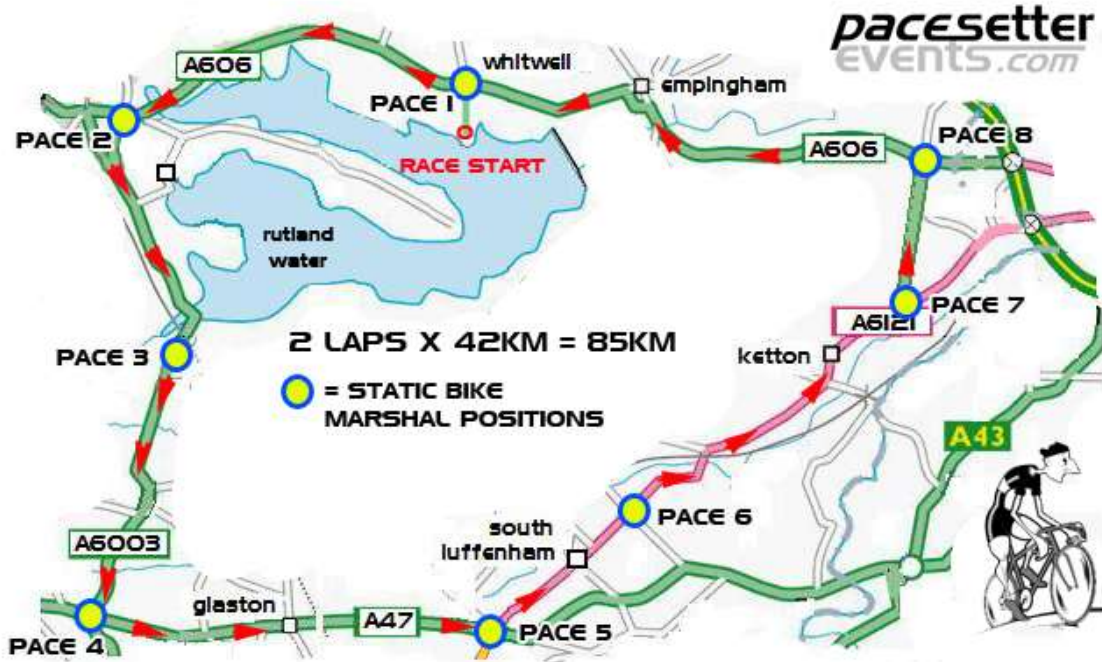 pacesetter
events.com
A606
whitwell
PACE 1
empingham
PACE 2
RACE START
A606
PACE 8
rutland
water
PACE 7
A6121
2 LAPS X 42KM = 85KM
PACE 3
ketton
= STATIC BIKE
MARSHAL POSITIONS
A43
PACE 6
south
luffenham
A6003
glaston
A47
PACE 5
PACE 4